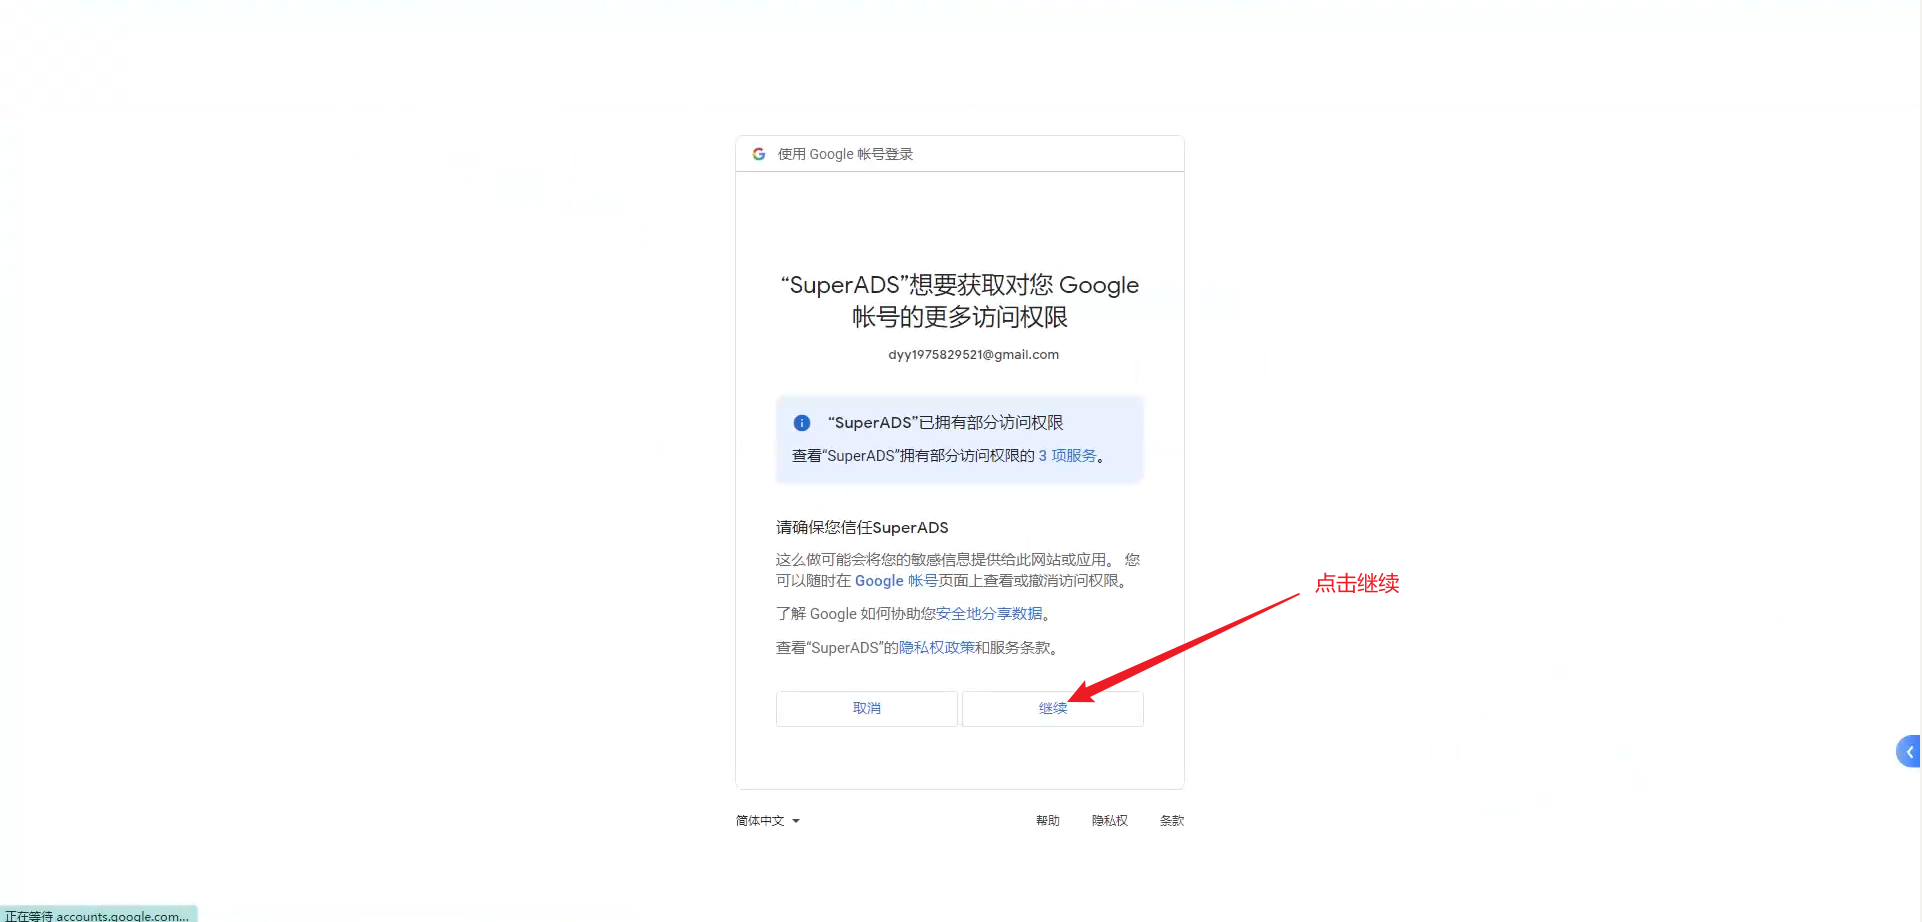 使用 Google 帐号登录
“SuperADS”想要获取对您 Google
帐号的更多访问权限
dyy1975829521@gmail.com
“SuperADS”已拥有部分访问权限
查看“SuperADS”拥有部分访问权限的 3 项服务。
请确保您信任SuperADS
这么做可能会将您的敏感信息提供给此网站或应用。 您
可以随时在 Google 帐号页面上查看或撤消访问权限。
了解 Google 如何协助您安全地分享数据。
查看“SuperADS”的隐私权政策和服务条款。
点击继续
取消
继续
简体中文
帮助
隐私权
条款
正在等待 accounts.google.com...